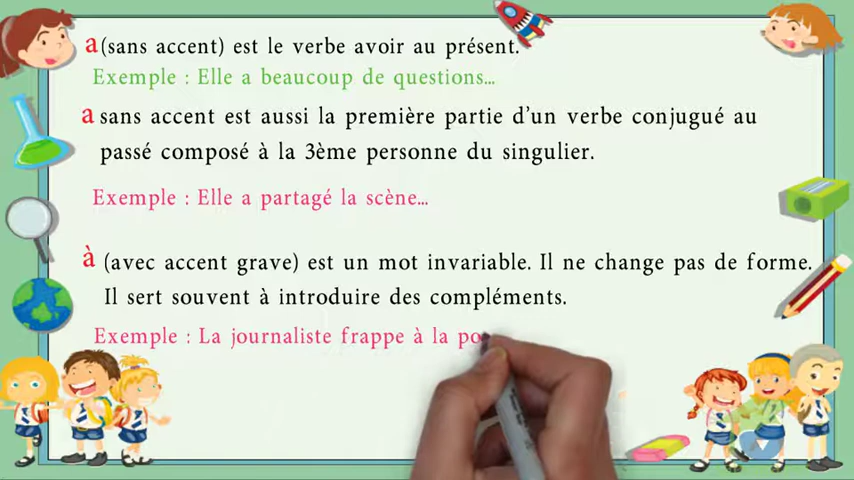 a (sans accent) est le verbe avoir au présent.
Exemple : Elle a beaucoup de questions...
a sans accent est aussi la première partie d'un verbe conjugué au
passé composé à la 3ème personne du singulier.
Exemple : Elle a partagé la scène...
à (avec accent grave) est un mot invariable. Il ne change pas de forme.
Il sert souvent à introduire des compléments.
Exemple : La journaliste frappe à la po